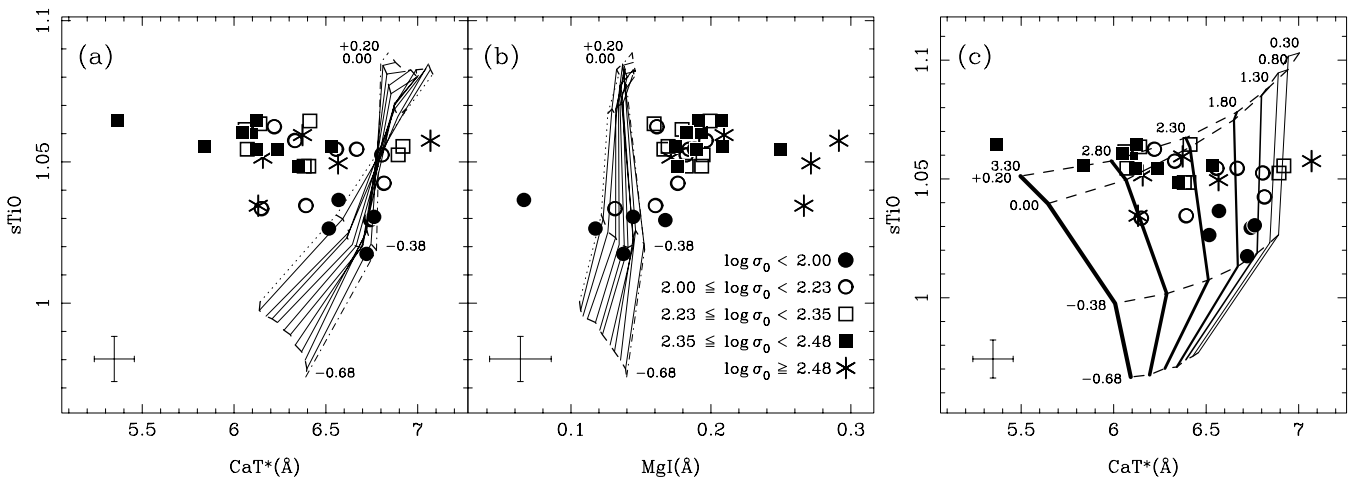 (a)
+0.20
0.00
−0.38
−0.68
1.1
1.05
1
sTiO
5.5 6 6.5 7
CaT*(Å)
(b)
+0.20
0.00
−0.38
−0.68
log σ₀ < 2.00
2.00 ≦ log σ₀ < 2.23
2.23 ≦ log σ₀ < 2.35
2.35 ≦ log σ₀ < 2.48
log σ₀ ≧ 2.48
0.1 0.2 0.3
MgI(Å)
(c)
0.30
0.80
1.30
1.80
2.30
2.80
3.30
+0.20
0.00
−0.38
−0.68
1.1
1.05
1
sTiO
5.5 6 6.5 7
CaT*(Å)